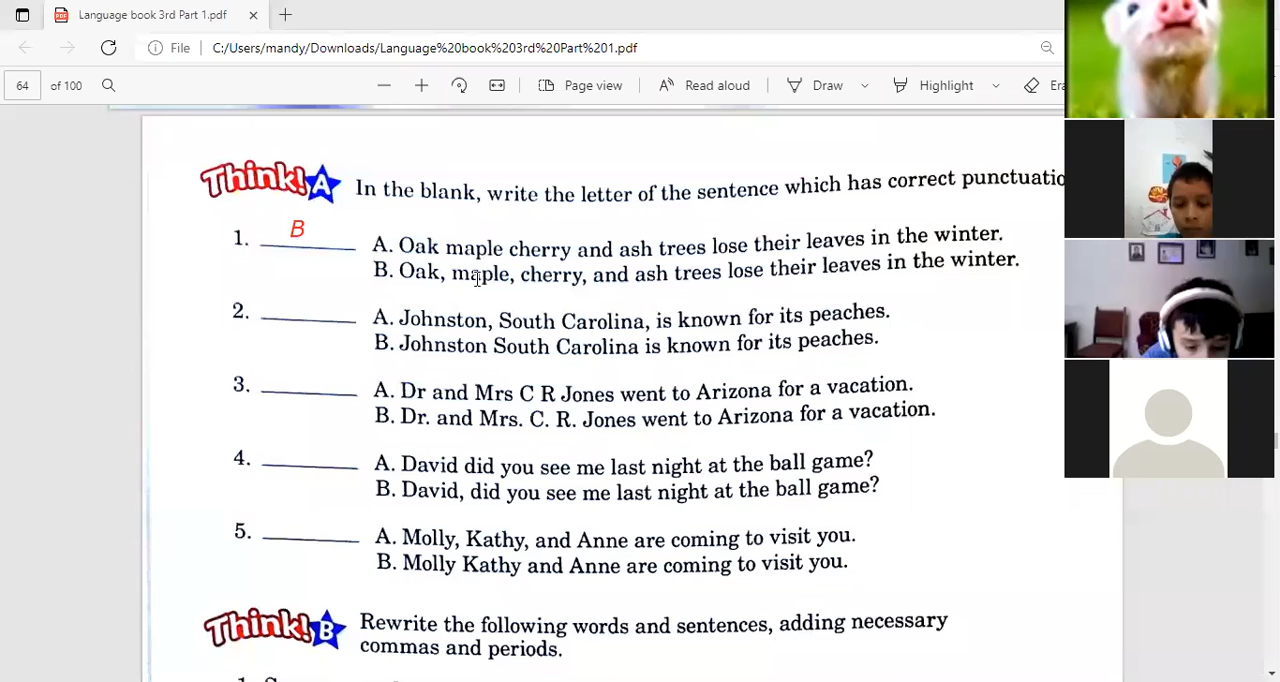 Language book 3rd Part 1.pdf
File C:/Users/mandy/Downloads/Language%20book%203rd%20Part%201.pdf
64 of 100 Page view Read aloud Draw Highlight Era
Think! A In the blank, write the letter of the sentence which has correct punctuatio
1. B A. Oak maple cherry and ash trees lose their leaves in the winter.
B. Oak, maple, cherry, and ash trees lose their leaves in the winter.
2. A. Johnston, South Carolina, is known for its peaches.
B. Johnston South Carolina is known for its peaches.
3. A. Dr and Mrs C R Jones went to Arizona for a vacation.
B. Dr. and Mrs. C. R. Jones went to Arizona for a vacation.
4. A. David did you see me last night at the ball game?
B. David, did you see me last night at the ball game?
5. A. Molly, Kathy, and Anne are coming to visit you.
B. Molly Kathy and Anne are coming to visit you.
Think! B Rewrite the following words and sentences, adding necessary
commas and periods.